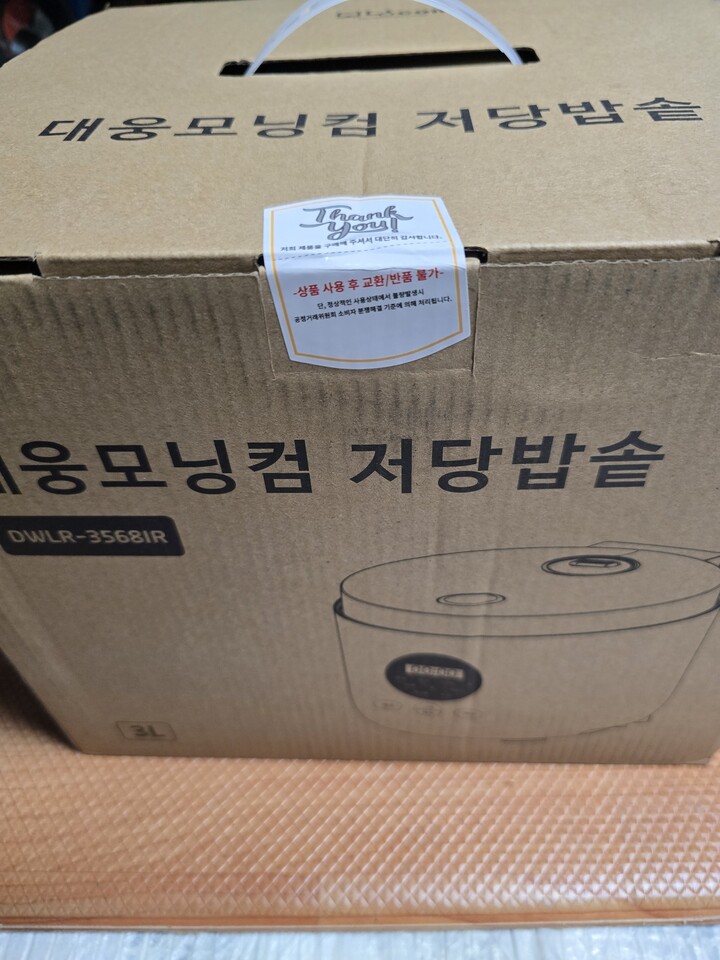 대웅모닝컴 저당밥솥
Thank
you!
저희 제품을 구매해 주셔서 대단히 감사합니다.
-상품 사용 후 교환/반품 불가-
단, 정상적인 사용상태에서 불량발생시
공정거래위원회 소비자 분쟁해결 기준에 의해 처리됩니다.
대웅모닝컴 저당밥솥
DWLR-3568IR
00:00
3L